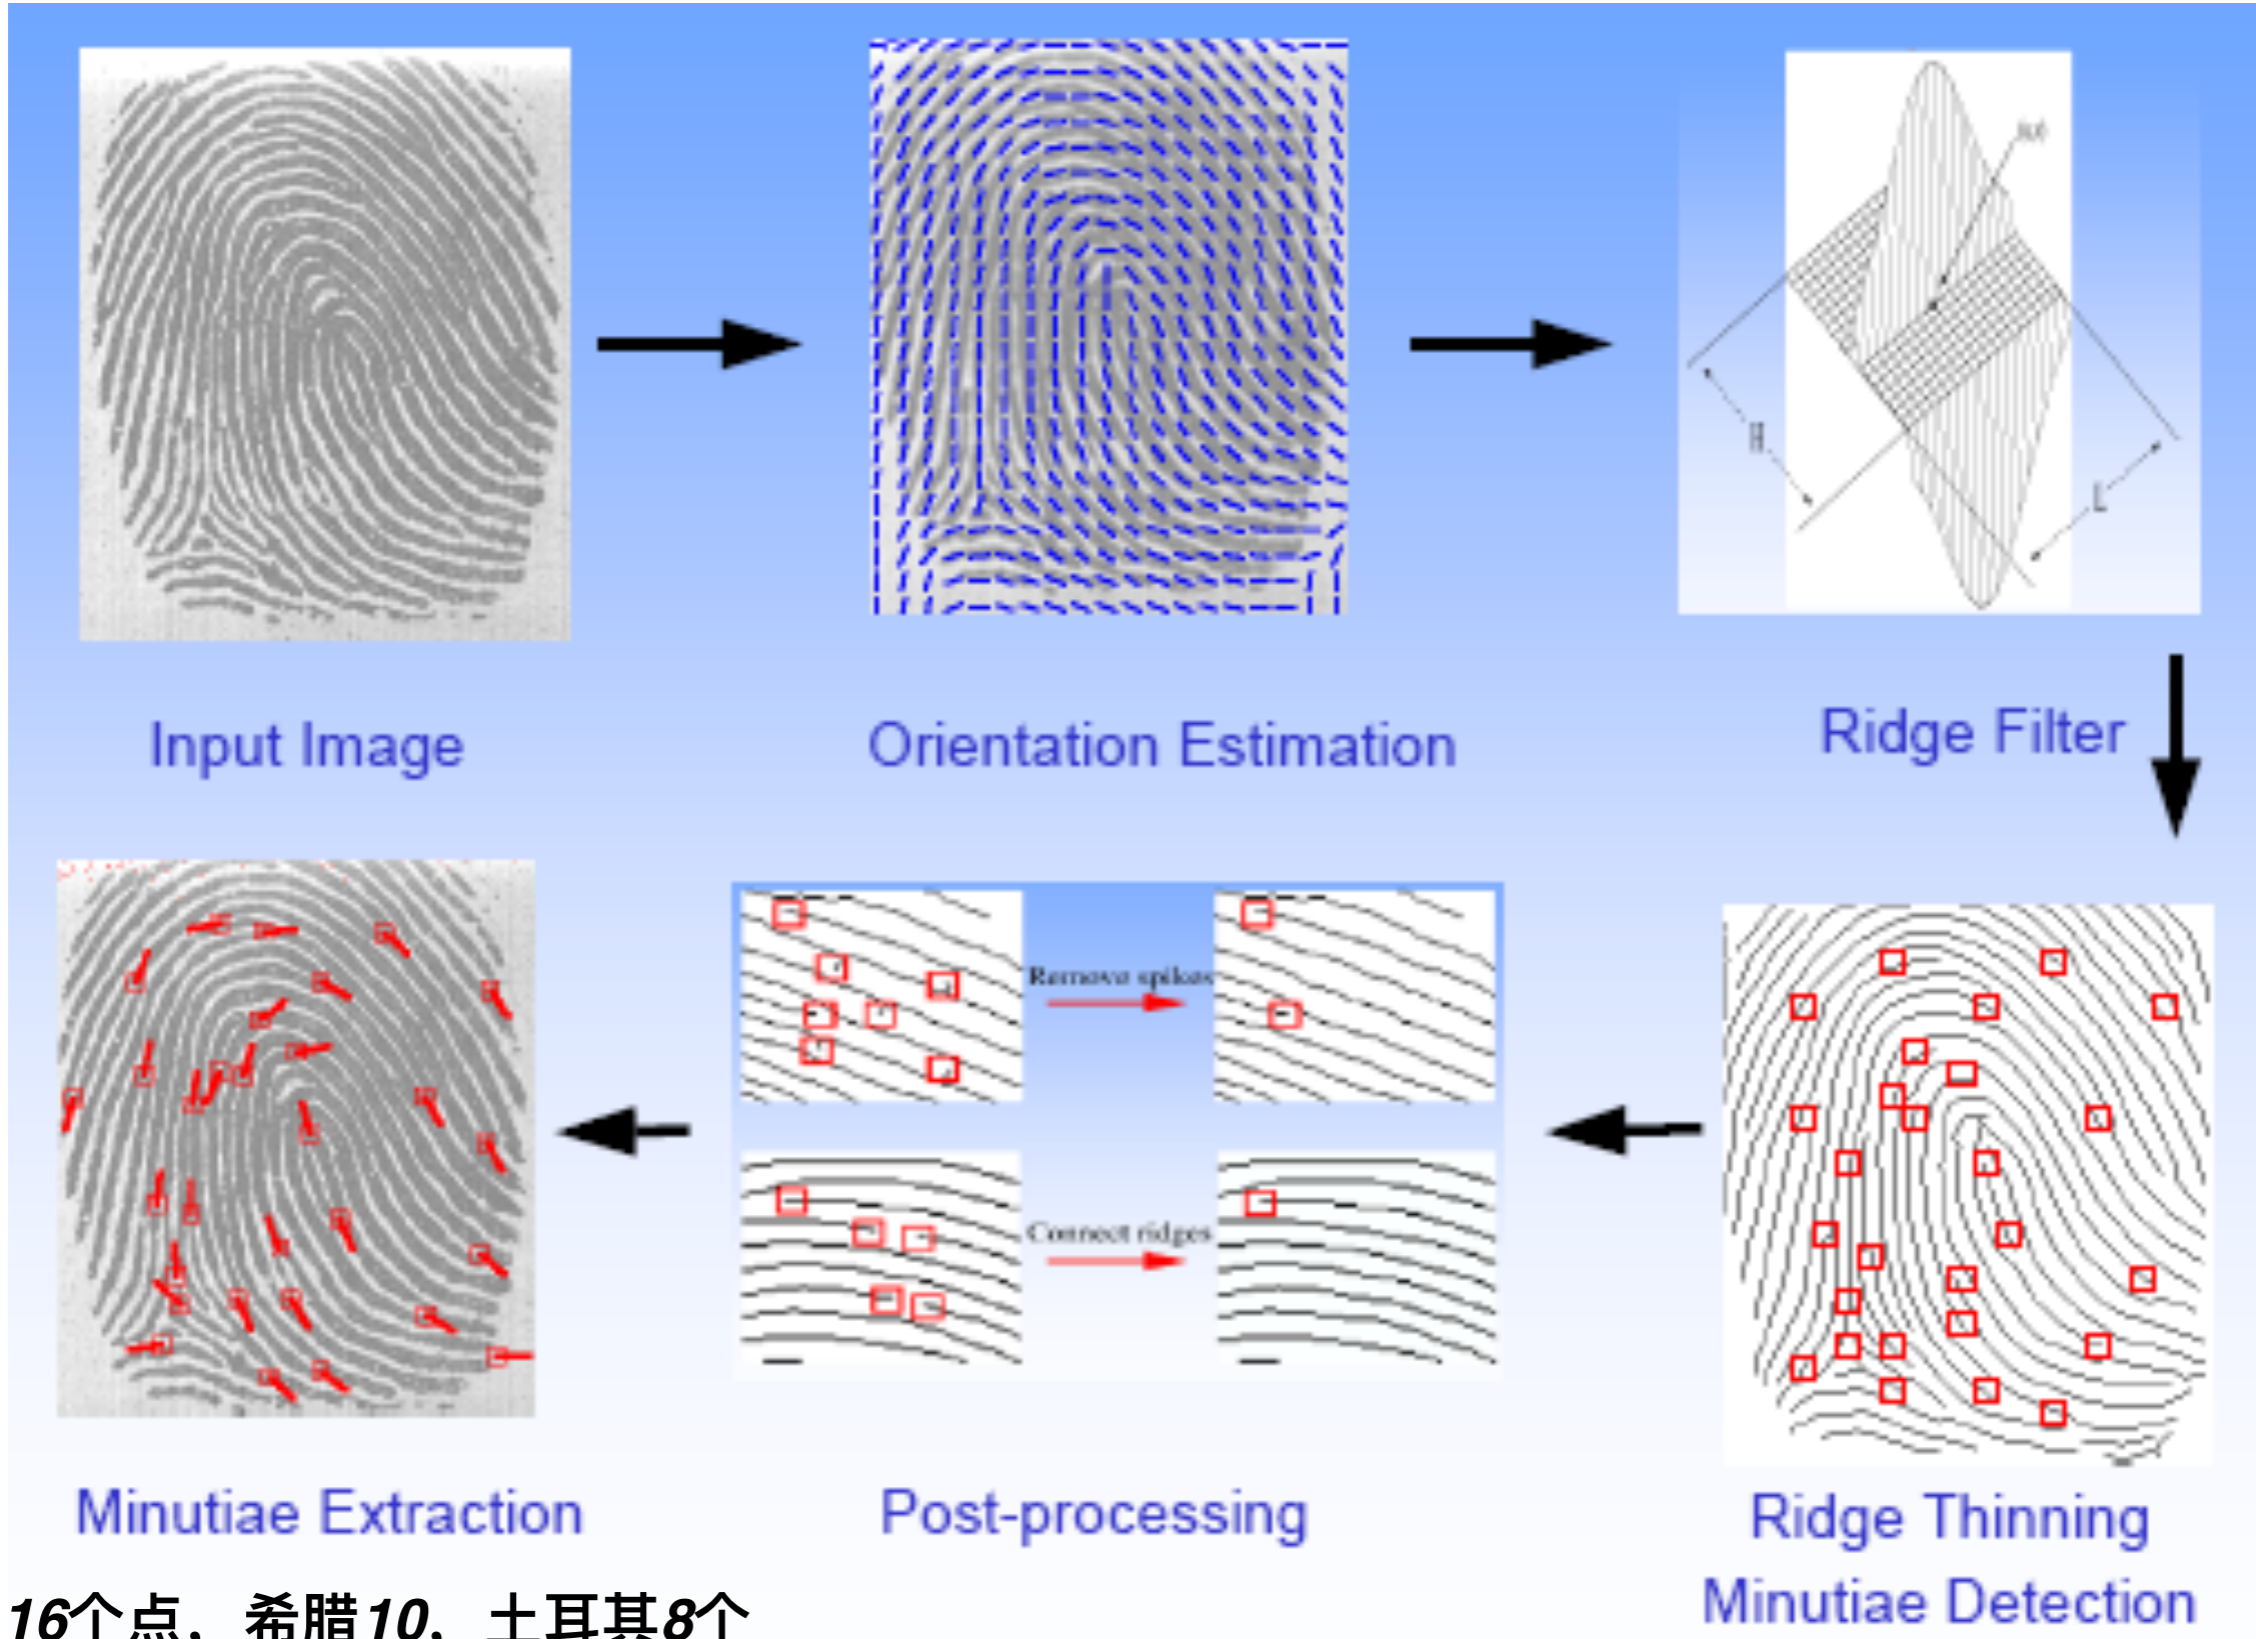 Input Image
Orientation Estimation
Ridge Filter
H
L
Remove spikes
Connect ridges
Minutiae Extraction
Post-processing
Ridge Thinning
Minutiae Detection
16个点，希腊10，土耳其8个